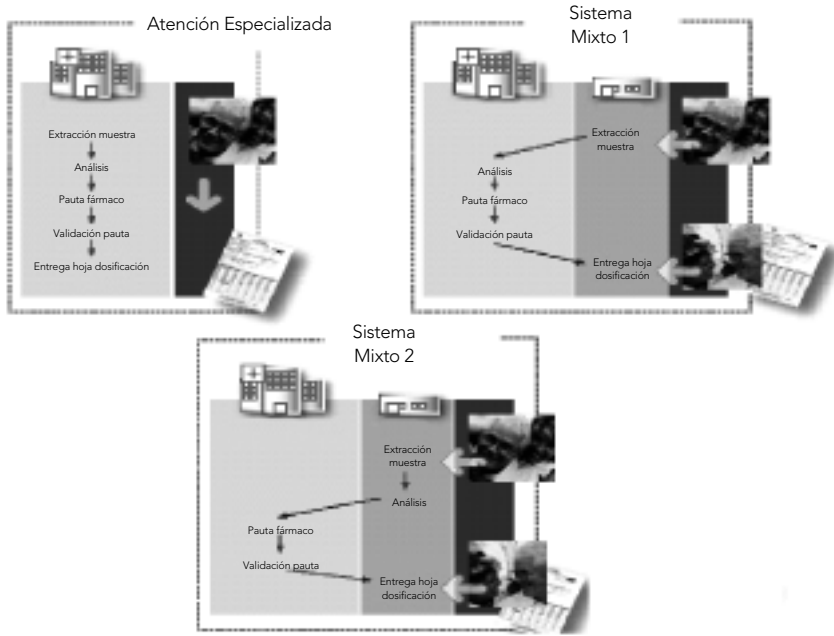 Atención Especializada
Extracción muestra
Análisis
Pauta fármaco
Validación pauta
Entrega hoja dosificación
Sistema
Mixto 1
Extracción
muestra
Análisis
Pauta fármaco
Validación pauta
Entrega hoja
dosificación
Sistema
Mixto 2
Extracción
muestra
Análisis
Pauta fármaco
Validación pauta
Entrega hoja
dosificación